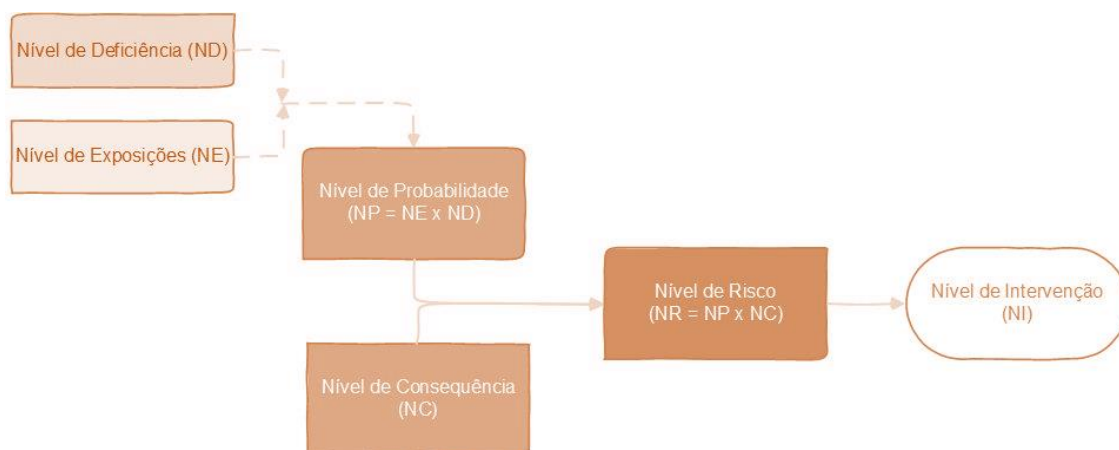 Nível de Deficiência (ND)
Nível de Exposições (NE)
Nível de Probabilidade
(NP = NE x ND)
Nível de Risco
(NR = NP x NC)
Nível de Intervenção
(NI)
Nível de Consequência
(NC)